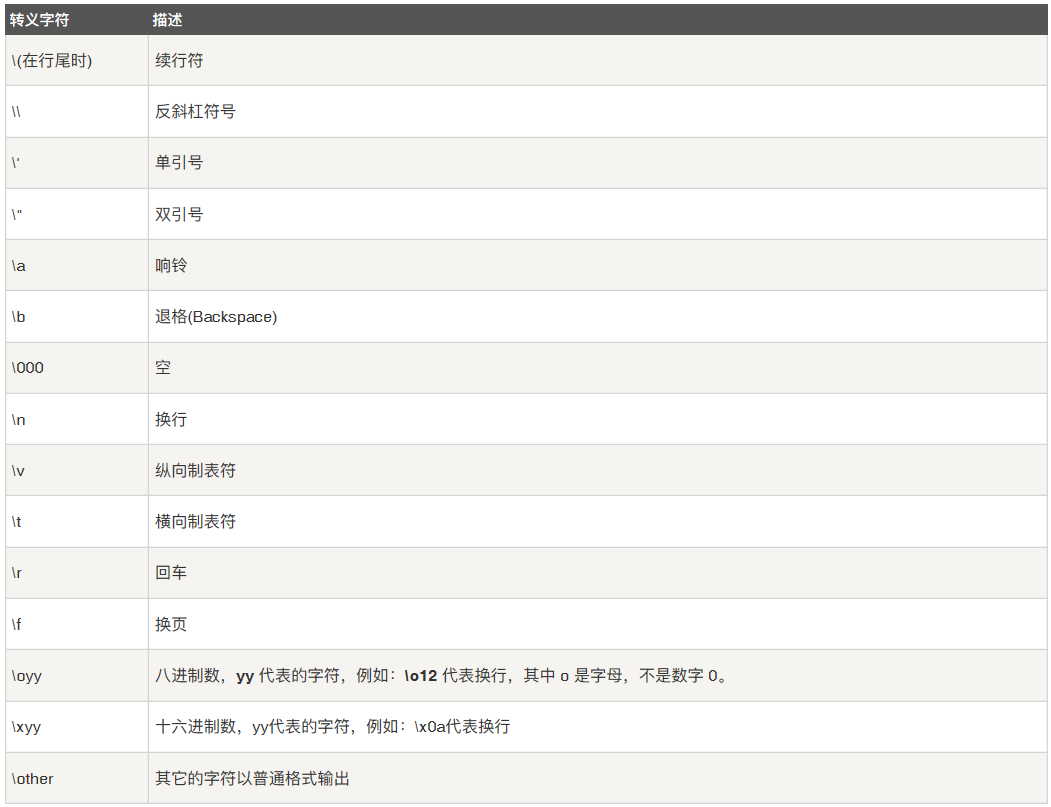 转义字符 描述
\(在行尾时) 续行符
\\ 反斜杠符号
\' 单引号
\" 双引号
\a 响铃
\b 退格(Backspace)
\000 空
\n 换行
\v 纵向制表符
\t 横向制表符
\r 回车
\f 换页
\oyy 八进制数，yy 代表的字符，例如：\o12 代表换行，其中 o 是字母，不是数字 0。
\xyy 十六进制数，yy代表的字符，例如：\x0a代表换行
\other 其它的字符以普通格式输出